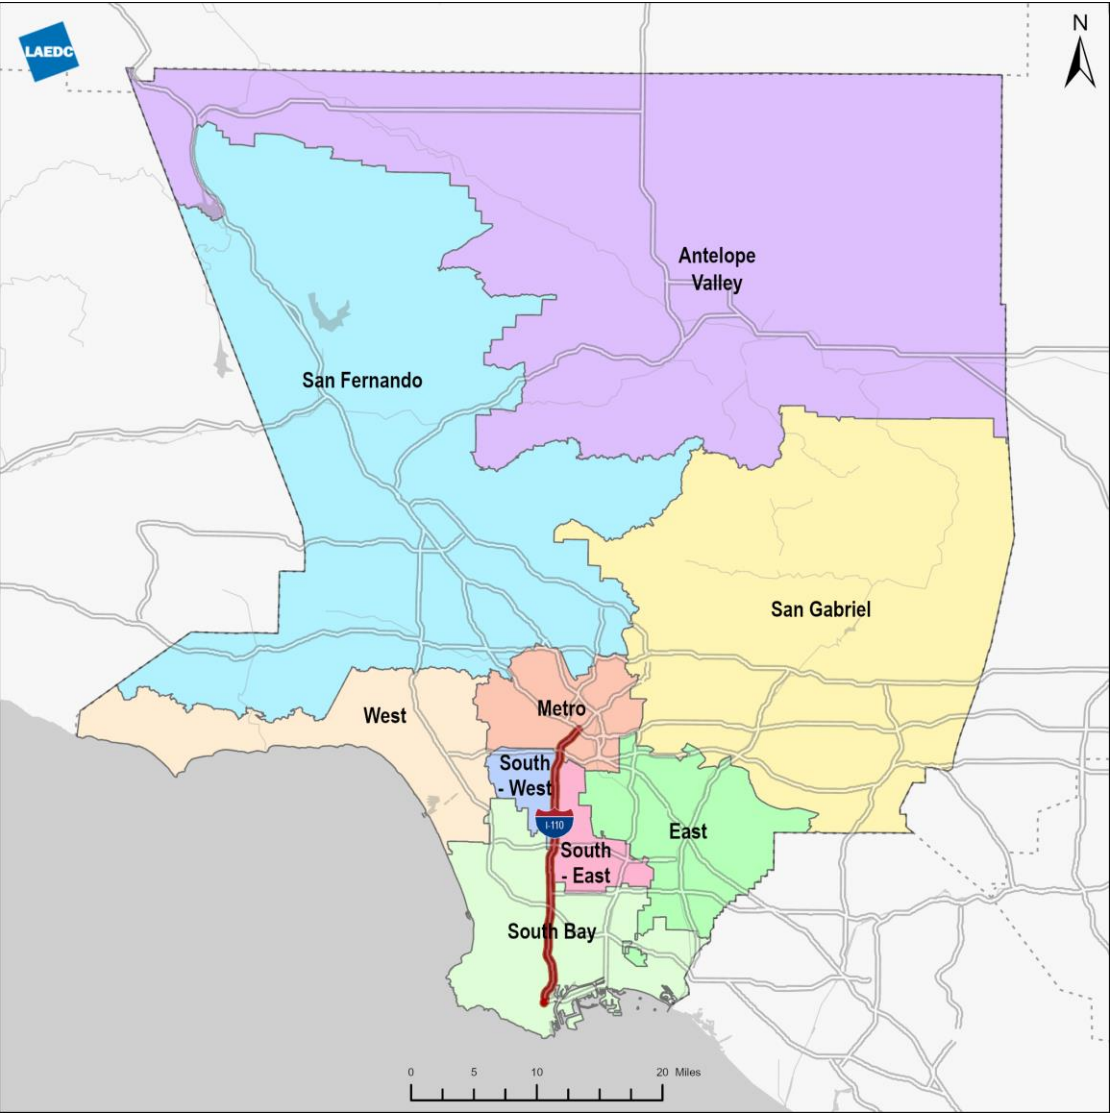 LAEDC
N
Antelope
Valley
San Fernando
San Gabriel
West
Metro
South
- West
I-110
East
South
- East
South Bay
0 5 10 20 Miles